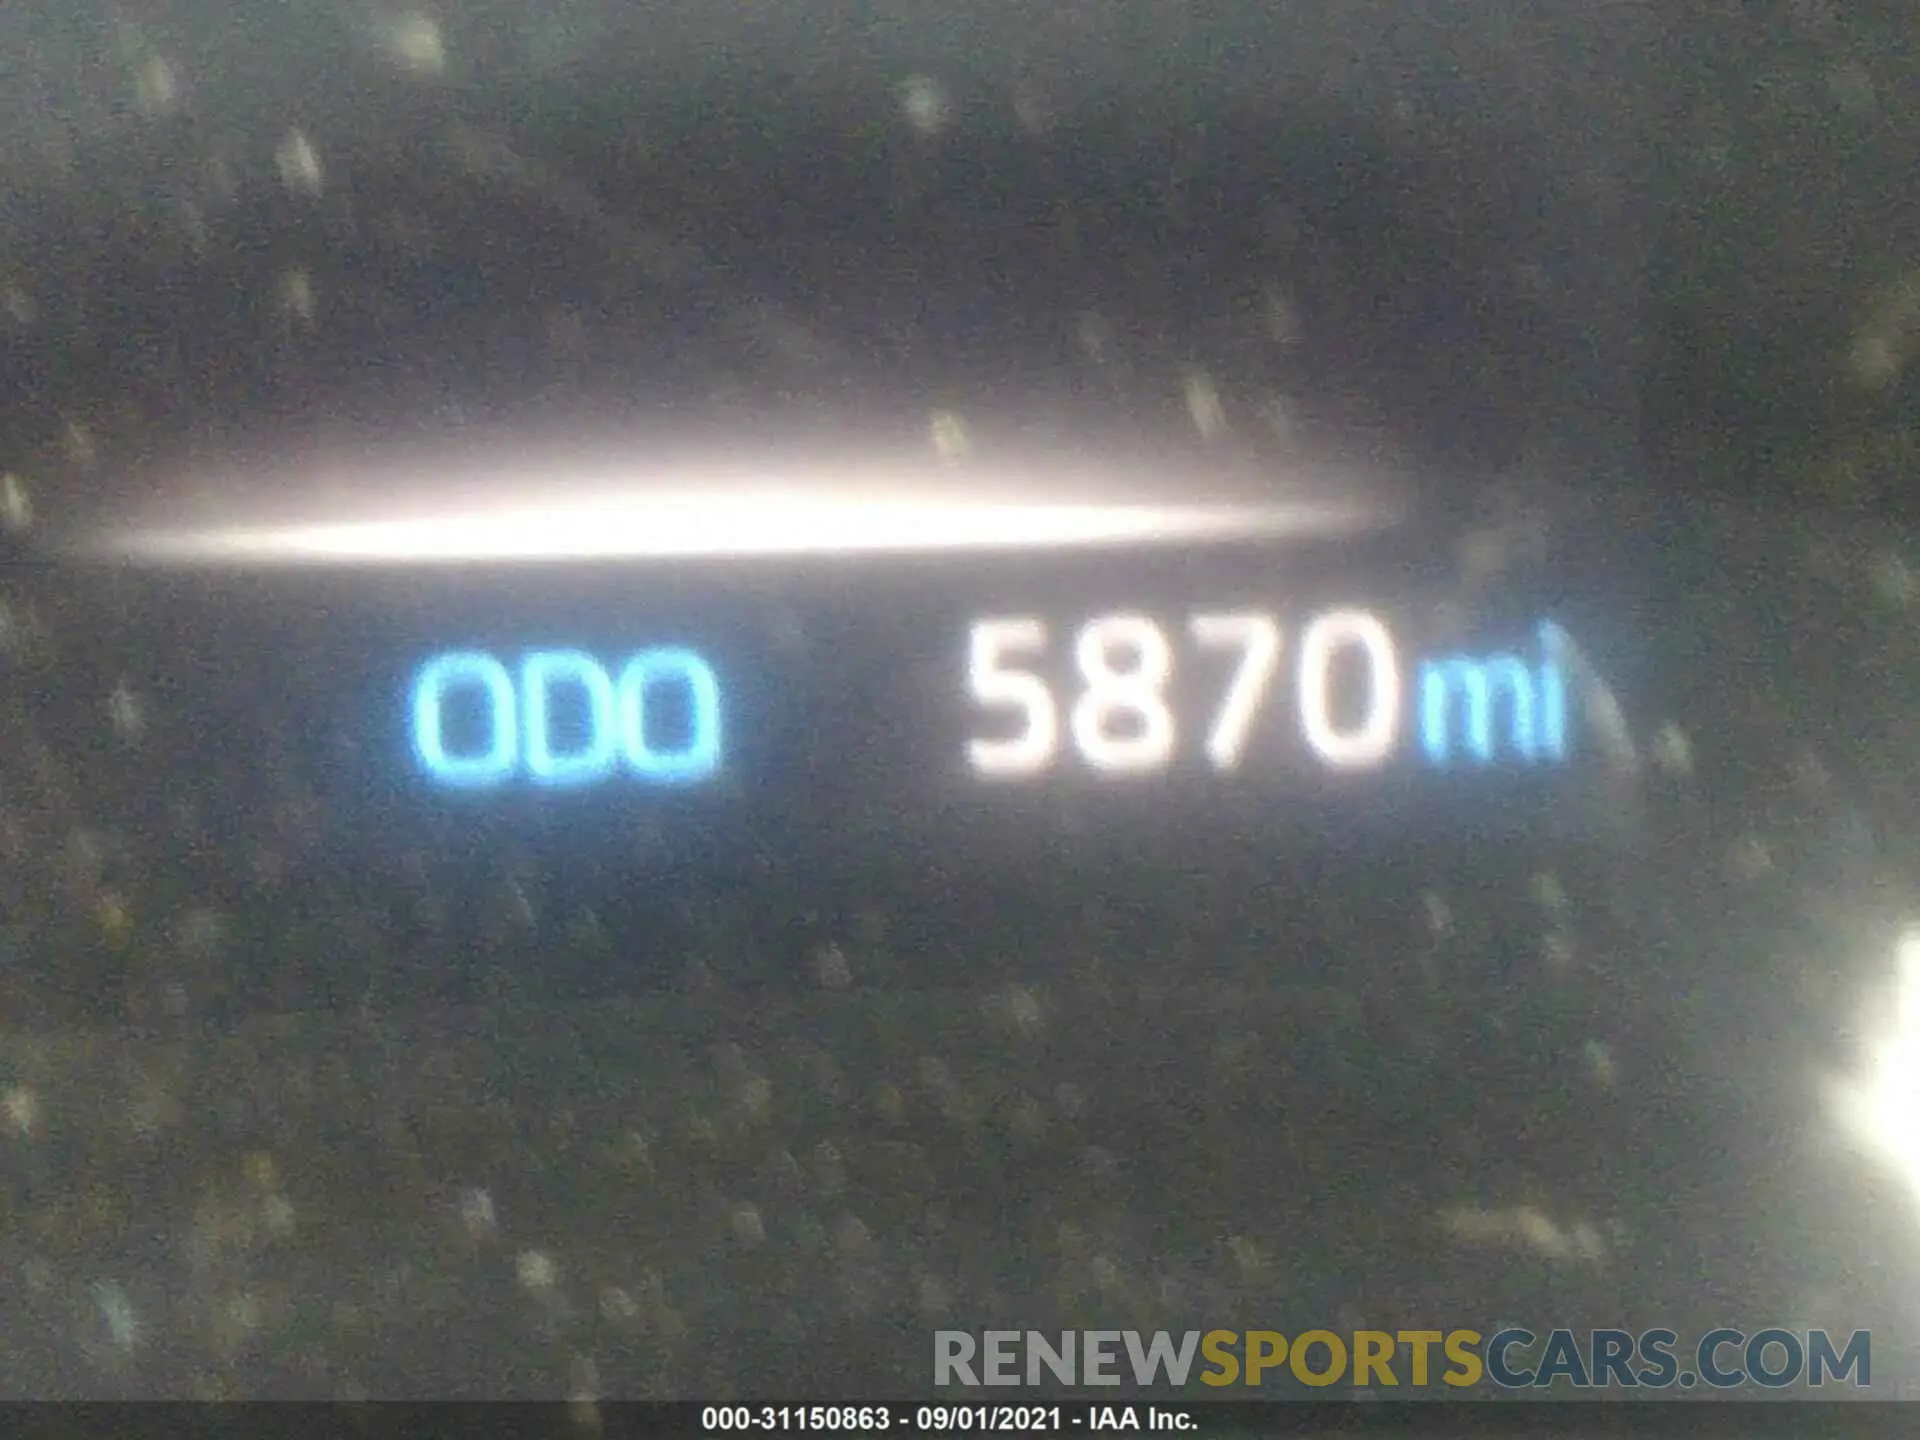 ODO 5870 mi
RENEWSPORTSCARS.COM
000-31150863 - 09/01/2021 - IAA Inc.